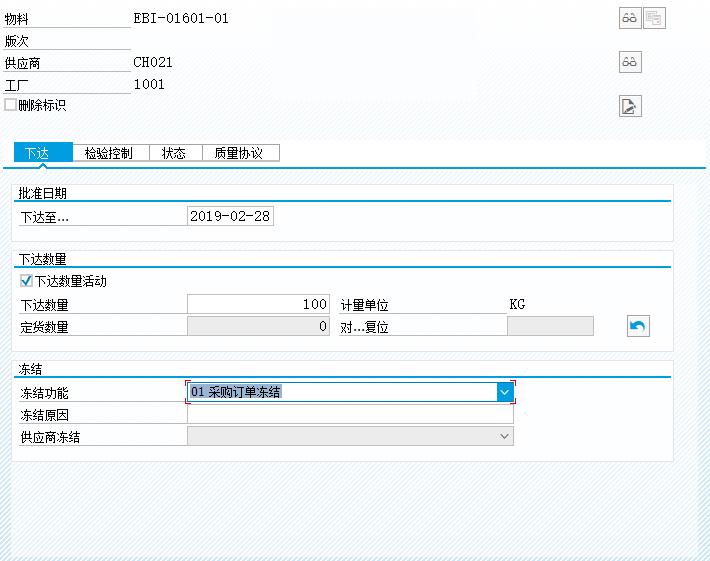 物料 EBI-01601-01
版次
供应商 CH021
工厂 1001
删除标识
下达 检验控制 状态 质量协议
批准日期
下达至... 2019-02-28
下达数量
下达数量活动
下达数量 100 计量单位 KG
定货数量 0 对...复位
冻结
冻结功能 01 采购订单冻结
冻结原因
供应商冻结